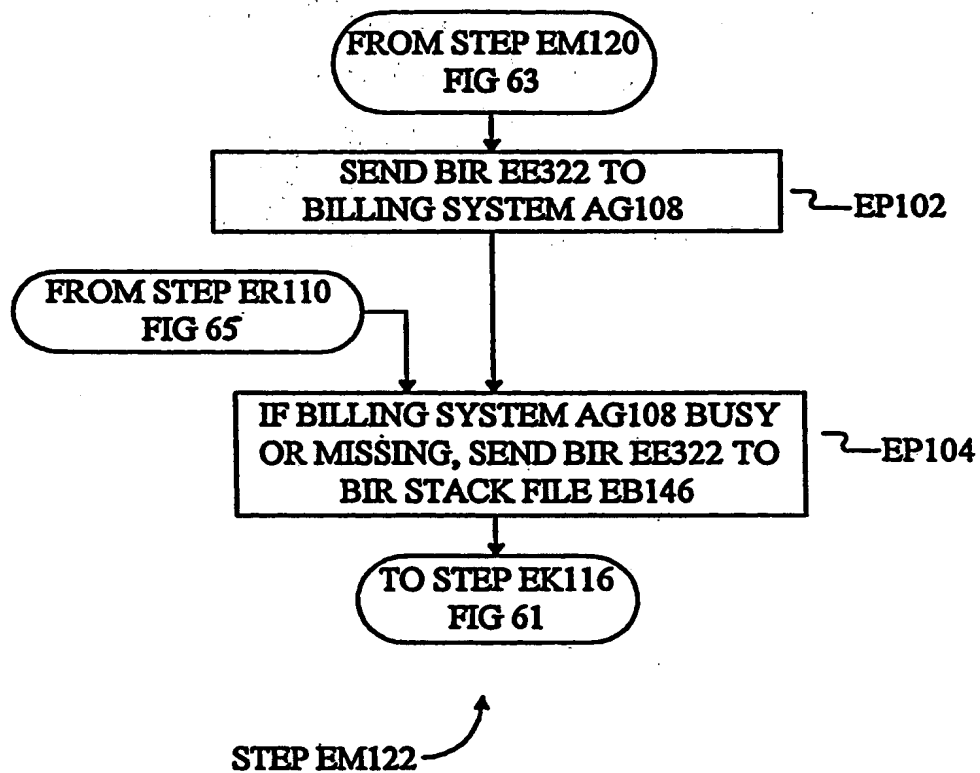 FROM STEP EM120
FIG 63
SEND BIR EE322 TO
BILLING SYSTEM AG108
EP102
FROM STEP ER110
FIG 65
IF BILLING SYSTEM AG108 BUSY
OR MISSING, SEND BIR EE322 TO
BIR STACK FILE EB146
EP104
TO STEP EK116
FIG 61
STEP EM122